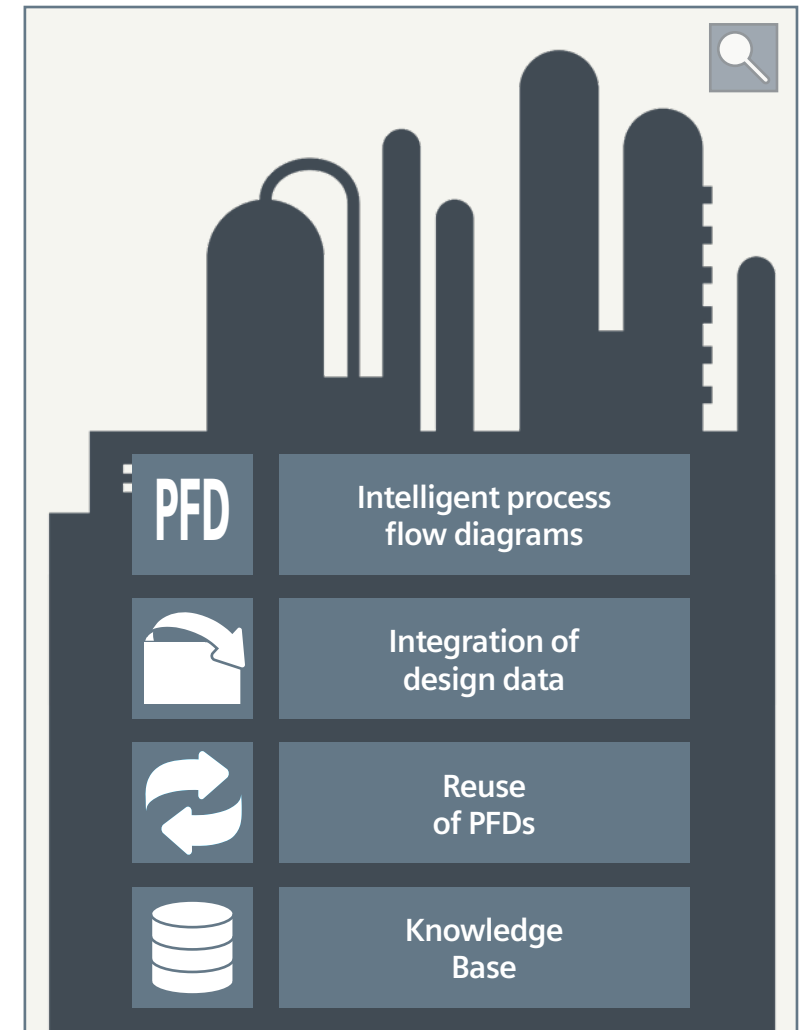 PFD
Intelligent process
flow diagrams
Integration of
design data
Reuse
of PFDs
Knowledge
Base